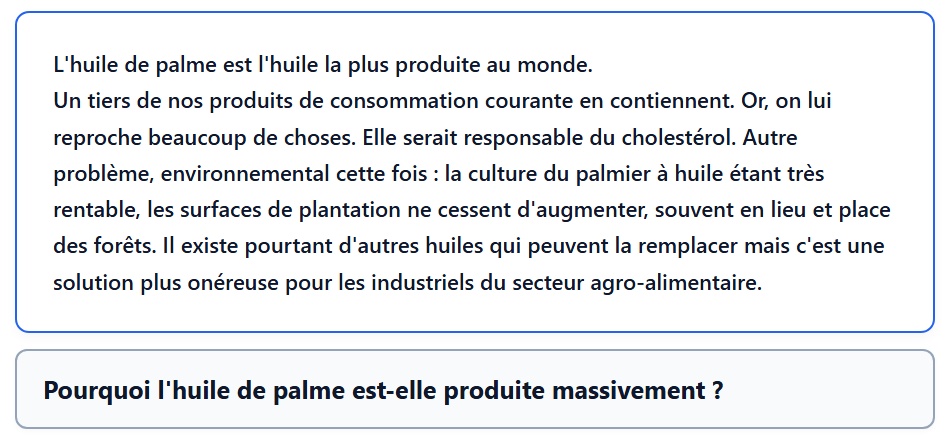 L'huile de palme est l'huile la plus produite au monde.
Un tiers de nos produits de consommation courante en contiennent. Or, on lui
reproche beaucoup de choses. Elle serait responsable du cholestérol. Autre
problème, environnemental cette fois : la culture du palmier à huile étant très
rentable, les surfaces de plantation ne cessent d'augmenter, souvent en lieu et place
des forêts. Il existe pourtant d'autres huiles qui peuvent la remplacer mais c'est une
solution plus onéreuse pour les industriels du secteur agro-alimentaire.
Pourquoi l'huile de palme est-elle produite massivement ?